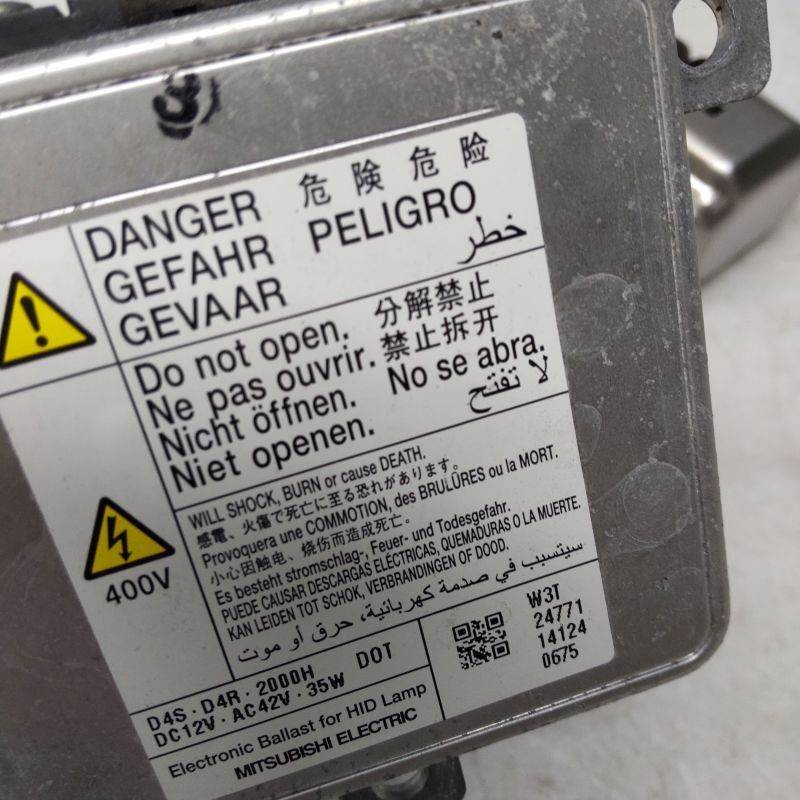 DANGER 危険 危险
GEFAHR PELIGRO
GEVAAR خطر
Do not open. 分解禁止
Ne pas ouvrir. 禁止拆开
Nicht öffnen. No se abra.
Niet openen. لا تفتح
400V
WILL SHOCK, BURN or cause DEATH.
感電、火傷で死亡に至る恐れがあります。
Provoquera une COMMOTION, des BRULÛRES ou la MORT.
小心因触电、烧伤而造成死亡。
Es besteht stromschlag-, Feuer- und Todesgefahr.
PUEDE CAUSAR DESCARGAS ELÉCTRICAS, QUEMADURAS O LA MUERTE.
KAN LEIDEN TOT SCHOK, VERBRANDINGEN OF DOOD.
سيتسبب في صدمة كهربائية، حرق أو موت
D4S · D4R · 2000H DOT
DC12V · AC42V · 35W
Electronic Ballast for HID Lamp
MITSUBISHI ELECTRIC
W3T
24771
14124
0675